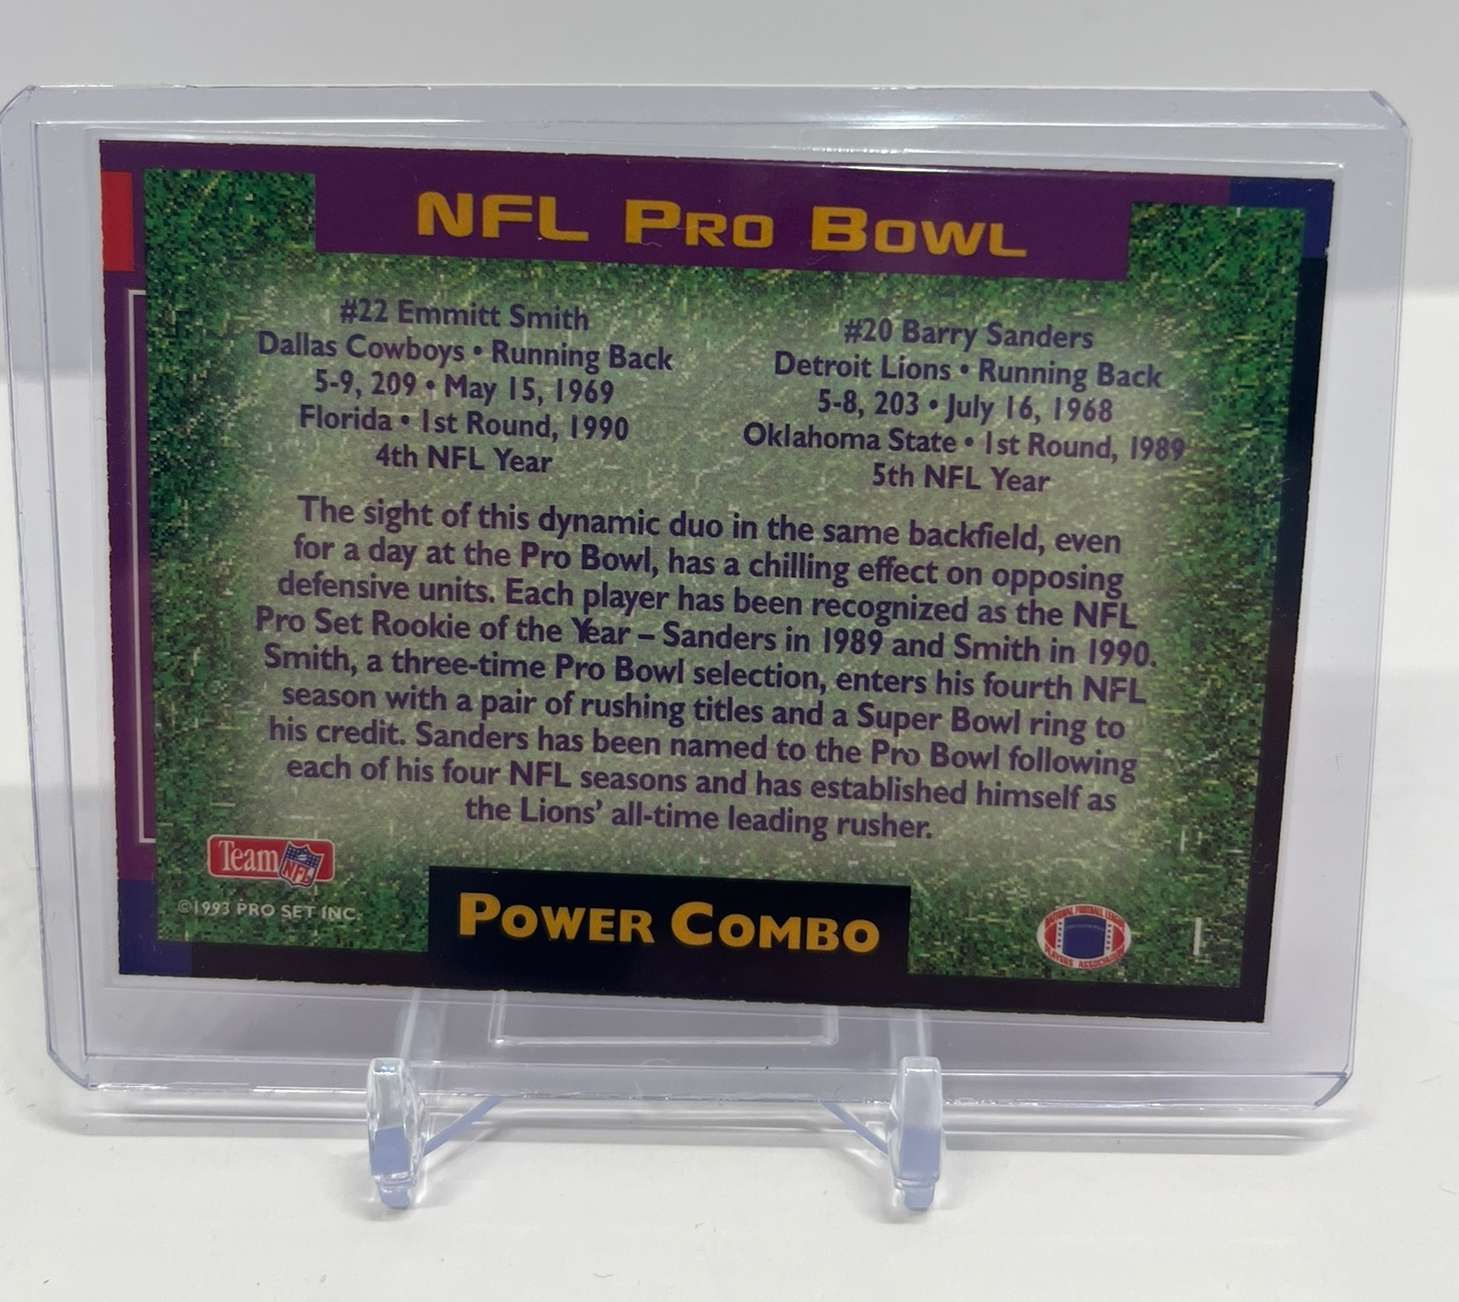 NFL PRO BOWL
#22 Emmitt Smith
Dallas Cowboys • Running Back
5-9, 209 • May 15, 1969
Florida • 1st Round, 1990
4th NFL Year
#20 Barry Sanders
Detroit Lions • Running Back
5-8, 203 • July 16, 1968
Oklahoma State • 1st Round, 1989
5th NFL Year
The sight of this dynamic duo in the same backfield, even
for a day at the Pro Bowl, has a chilling effect on opposing
defensive units. Each player has been recognized as the NFL
Pro Set Rookie of the Year – Sanders in 1989 and Smith in 1990.
Smith, a three-time Pro Bowl selection, enters his fourth NFL
season with a pair of rushing titles and a Super Bowl ring to
his credit. Sanders has been named to the Pro Bowl following
each of his four NFL seasons and has established himself as
the Lions' all-time leading rusher.
Team NFL
©1993 PRO SET INC.
POWER COMBO
NATIONAL FOOTBALL LEAGUE
PLAYERS ASSOCIATION